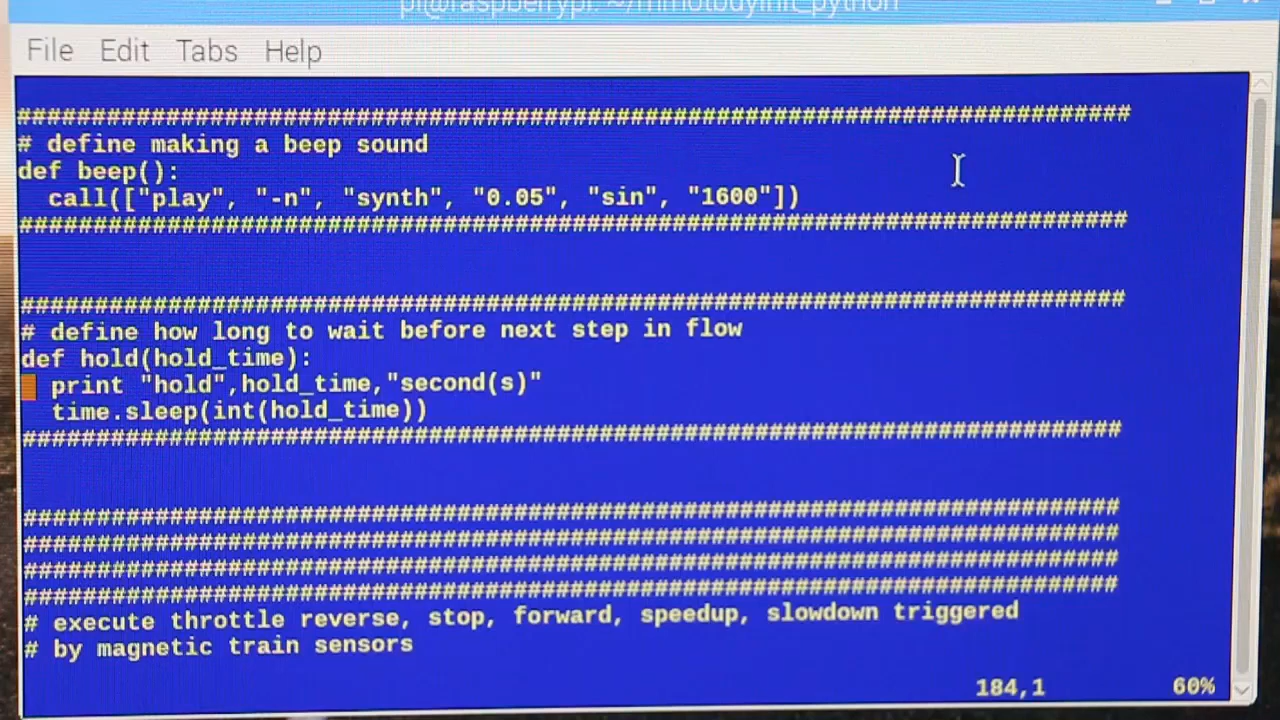 File Edit Tabs Help
############################################################################
# define making a beep sound
def beep():
  call(["play", "-n", "synth", "0.05", "sin", "1600"])
############################################################################
############################################################################
# define how long to wait before next step in flow
def hold(hold_time):
  print "hold",hold_time,"second(s)"
  time.sleep(int(hold_time))
############################################################################
############################################################################
############################################################################
############################################################################
############################################################################
# execute throttle reverse, stop, forward, speedup, slowdown triggered
# by magnetic train sensors
184,1 60%